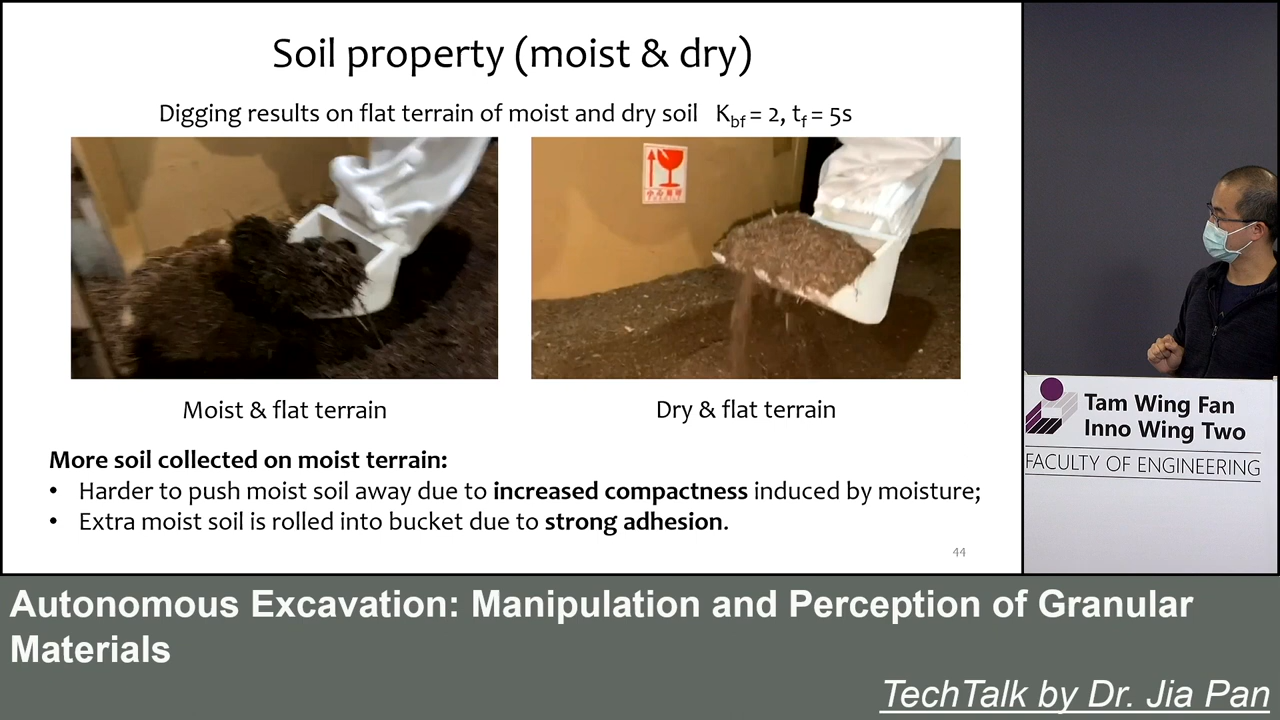 Soil property (moist & dry)
Digging results on flat terrain of moist and dry soil K_bf = 2, t_f = 5s
小心易碎
Moist & flat terrain
Dry & flat terrain
More soil collected on moist terrain:
• Harder to push moist soil away due to increased compactness induced by moisture;
• Extra moist soil is rolled into bucket due to strong adhesion.
44
Tam Wing Fan
Inno Wing Two
FACULTY OF ENGINEERING
Autonomous Excavation: Manipulation and Perception of Granular
Materials
TechTalk by Dr. Jia Pan